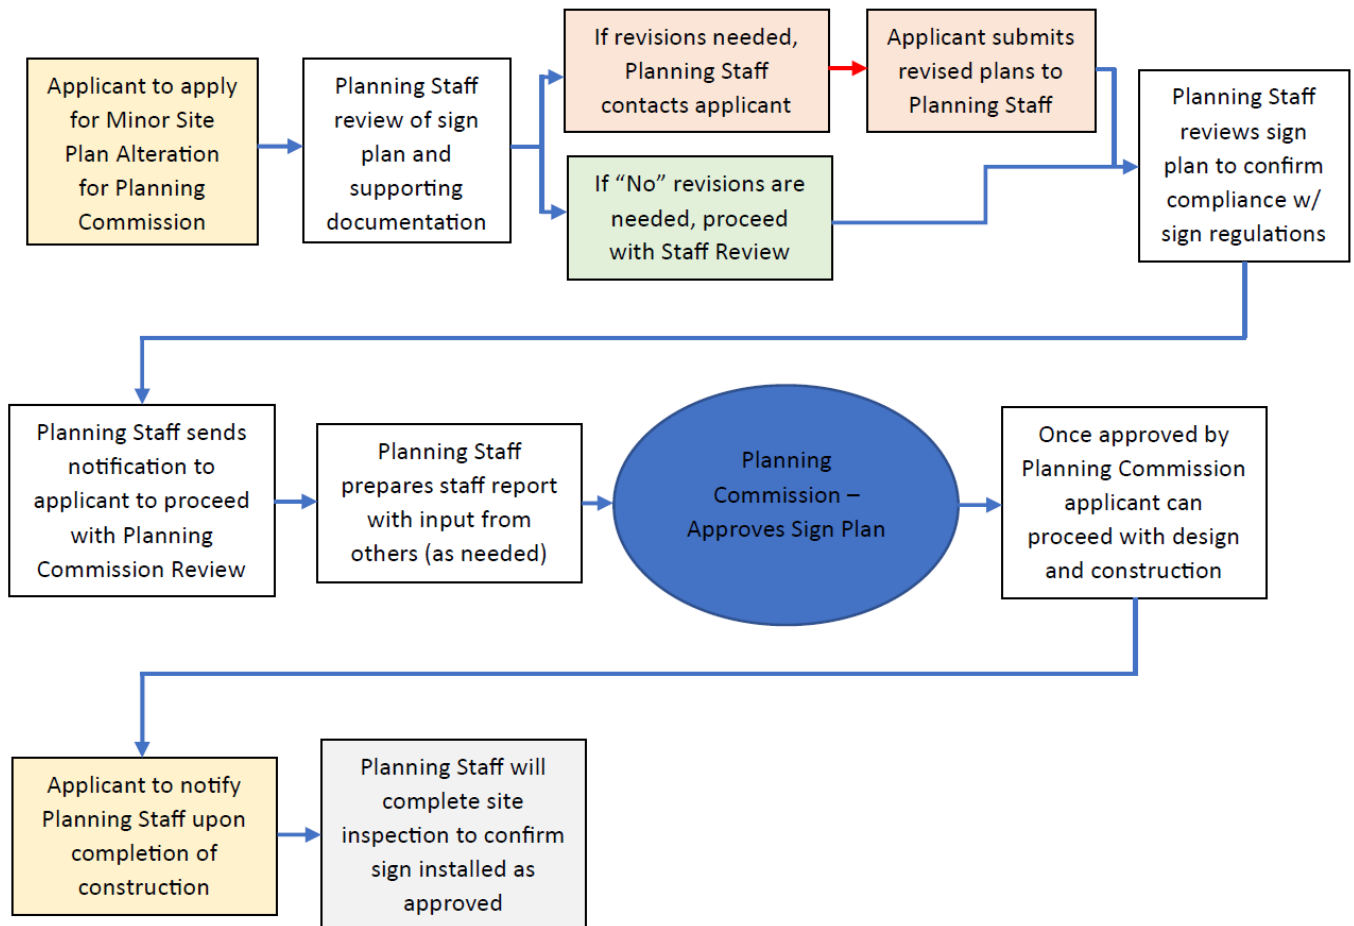 Applicant to apply
for Minor Site
Plan Alteration
for Planning
Commission
Planning Staff
review of sign
plan and
supporting
documentation
If revisions needed,
Planning Staff
contacts applicant
Applicant submits
revised plans to
Planning Staff
If “No” revisions are
needed, proceed
with Staff Review
Planning Staff
reviews sign
plan to confirm
compliance w/
sign regulations
Planning Staff sends
notification to
applicant to proceed
with Planning
Commission Review
Planning Staff
prepares staff report
with input from
others (as needed)
Planning
Commission –
Approves Sign Plan
Once approved by
Planning Commission
applicant can
proceed with design
and construction
Applicant to notify
Planning Staff upon
completion of
construction
Planning Staff will
complete site
inspection to confirm
sign installed as
approved